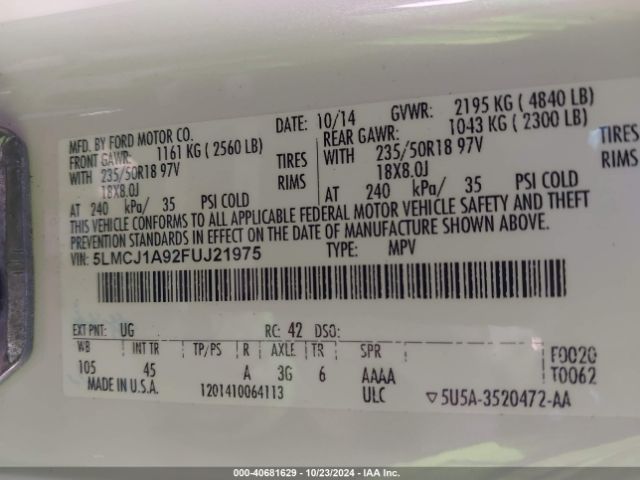 MFD. BY FORD MOTOR CO. DATE: 10/14 GVWR: 2195 KG ( 4840 LB)
FRONT GAWR: 1161 KG ( 2560 LB) REAR GAWR: 1043 KG ( 2300 LB)
WITH 235/50R18 97V TIRES WITH 235/50R18 97V TIRES
18X8.0J RIMS 18X8.0J RIMS
AT 240 kPa/ 35 PSI COLD AT 240 kPa/ 35 PSI COLD
THIS VEHICLE CONFORMS TO ALL APPLICABLE FEDERAL MOTOR VEHICLE SAFETY AND THEFT
PREVENTION STANDARDS IN EFFECT ON THE DATE OF MANUFACTURE SHOWN ABOVE.
VIN: 5LMCJ1A92FUJ21975 TYPE: MPV
EXT PNT: UG RC: 42 DSO:
WB INT TR TP/PS R AXLE TR SPR F0020
105 45 A 3G 6 AAAA T0062
MADE IN U.S.A. 1201410064113 ULC ▽5U5A-3520472-AA
000-40681629 - 10/23/2024 - IAA Inc.